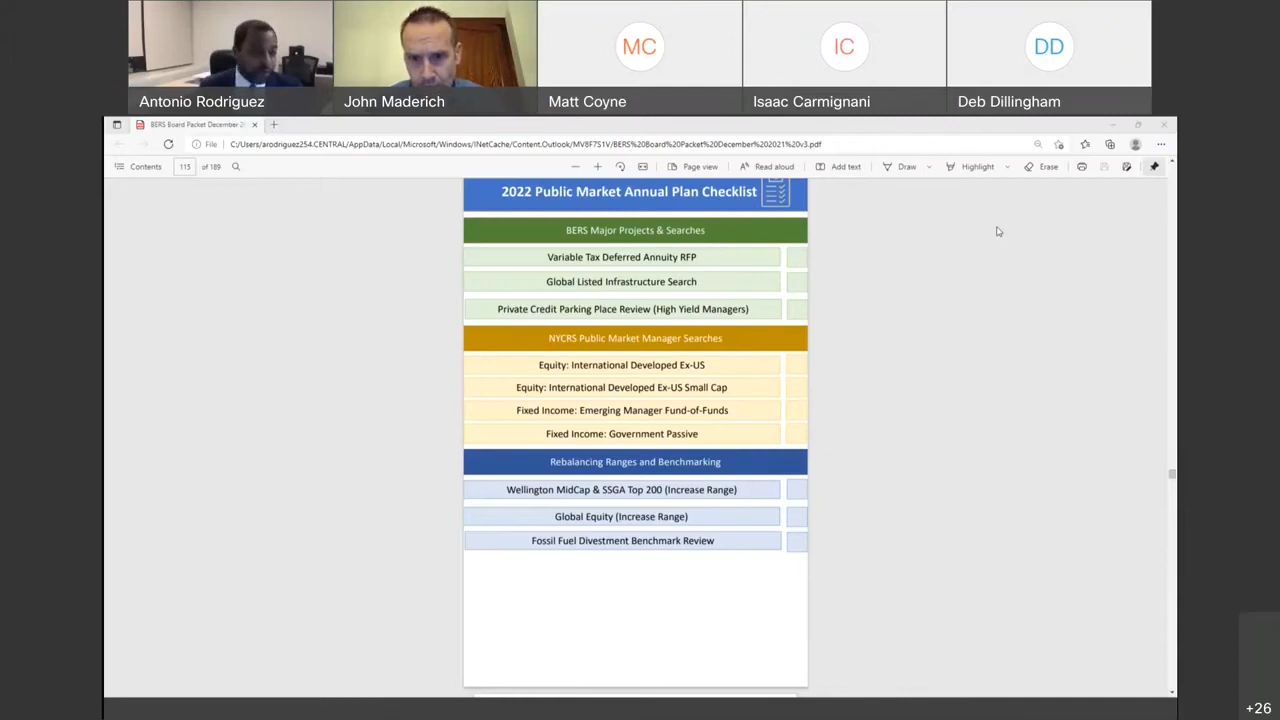 MC
IC
DD
Antonio Rodriguez
John Maderich
Matt Coyne
Isaac Carmignani
Deb Dillingham
BERS Board Packet December 2
File
C:/Users/arodriguez254.CENTRAL/AppData/Local/Microsoft/Windows/INetCache/Content.Outlook/MV8F7S1V/BERS%20Board%20Packet%20December%202021%20v3.pdf
Contents
115
of 189
Page view
Read aloud
Add text
Draw
Highlight
Erase
2022 Public Market Annual Plan Checklist
BERS Major Projects & Searches
Variable Tax Deferred Annuity RFP
Global Listed Infrastructure Search
Private Credit Parking Place Review (High Yield Managers)
NYCRS Public Market Manager Searches
Equity: International Developed Ex-US
Equity: International Developed Ex-US Small Cap
Fixed Income: Emerging Manager Fund-of-Funds
Fixed Income: Government Passive
Rebalancing Ranges and Benchmarking
Wellington MidCap & SSGA Top 200 (Increase Range)
Global Equity (Increase Range)
Fossil Fuel Divestment Benchmark Review
+26